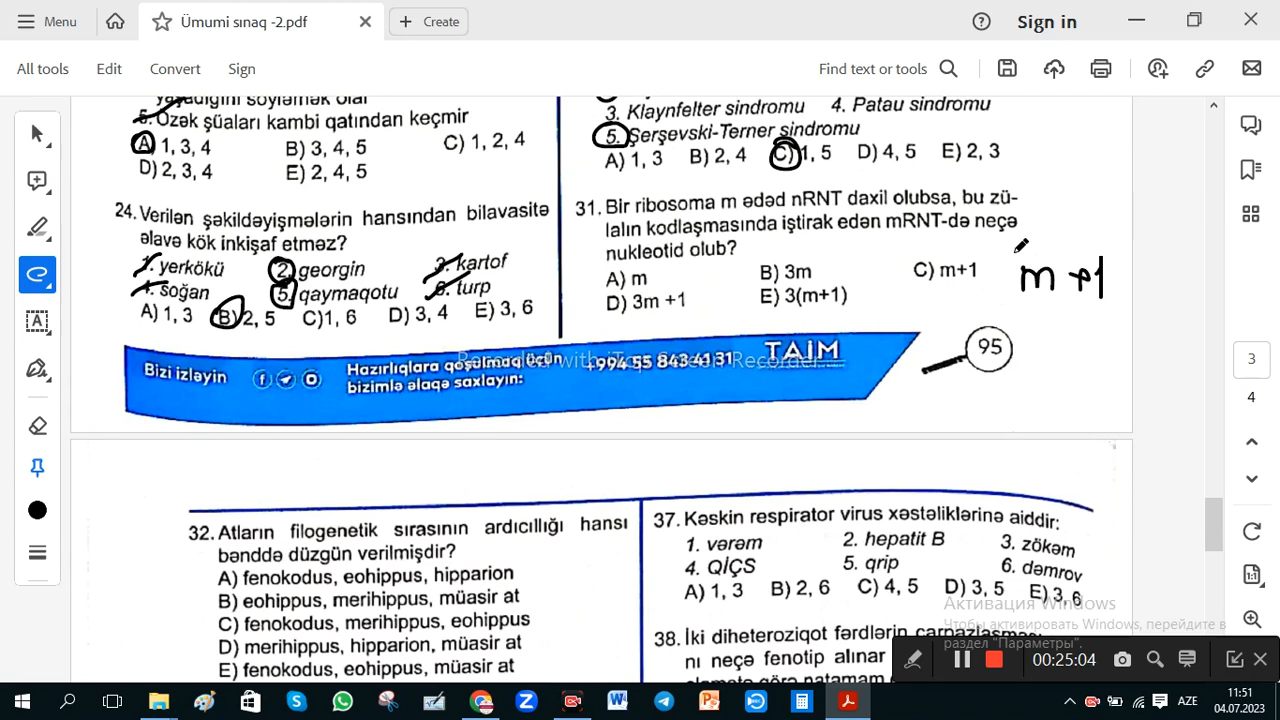 Menu
Ümumi sınaq -2.pdf
Create
Sign in
All tools
Edit
Convert
Sign
Find text or tools
yaşadığını söyləmək olar
5. Özək şüaları kambi qatından keçmir
A) 1, 3, 4 B) 3, 4, 5 C) 1, 2, 4
D) 2, 3, 4 E) 2, 4, 5
24. Verilən şəkildəyişmələrin hansından bilavasitə
əlavə kök inkişaf etməz?
1. yerkökü 2. georgin 3. kartof
4. soğan 5. qaymaqotu 6. turp
A) 1, 3 B) 2, 5 C)1, 6 D) 3, 4 E) 3, 6
3. Klaynfelter sindromu 4. Patau sindromu
5. Şerşevski-Terner sindromu
A) 1, 3 B) 2, 4 C) 1, 5 D) 4, 5 E) 2, 3
31. Bir ribosoma m ədəd nRNT daxil olubsa, bu zü-
lalın kodlaşmasında iştirak edən mRNT-də neçə
nukleotid olub?
A) m B) 3m C) m+1
D) 3m +1 E) 3(m+1)
m +1
Bizi izləyin
Hazırlıqlara qoşulmaq üçün
bizimlə əlaqə saxlayın:
+994 55 843 41 31
TAİM
95
32. Atların filogenetik sırasının ardıcıllığı hansı
bənddə düzgün verilmişdir?
A) fenokodus, eohippus, hipparion
B) eohippus, merihippus, müasir at
C) fenokodus, merihippus, eohippus
D) merihippus, hipparion, müasir at
E) fenokodus, eohippus, müasir at
37. Kəskin respirator virus xəstəliklərinə aiddir:
1. vərəm 2. hepatit B 3. zökəm
4. QİÇS 5. qrip 6. dəmrov
A) 1, 3 B) 2, 6 C) 4, 5 D) 3, 5 E) 3, 6
38. İki diheteroziqot fərdlərin çarpazlaşması-
nı neçə fenotip alınar
3
4
1:1
Активация Windows
Чтобы активировать Windows, перейдите в
раздел "Параметры".
00:25:04
AZE
11:51
04.07.2023